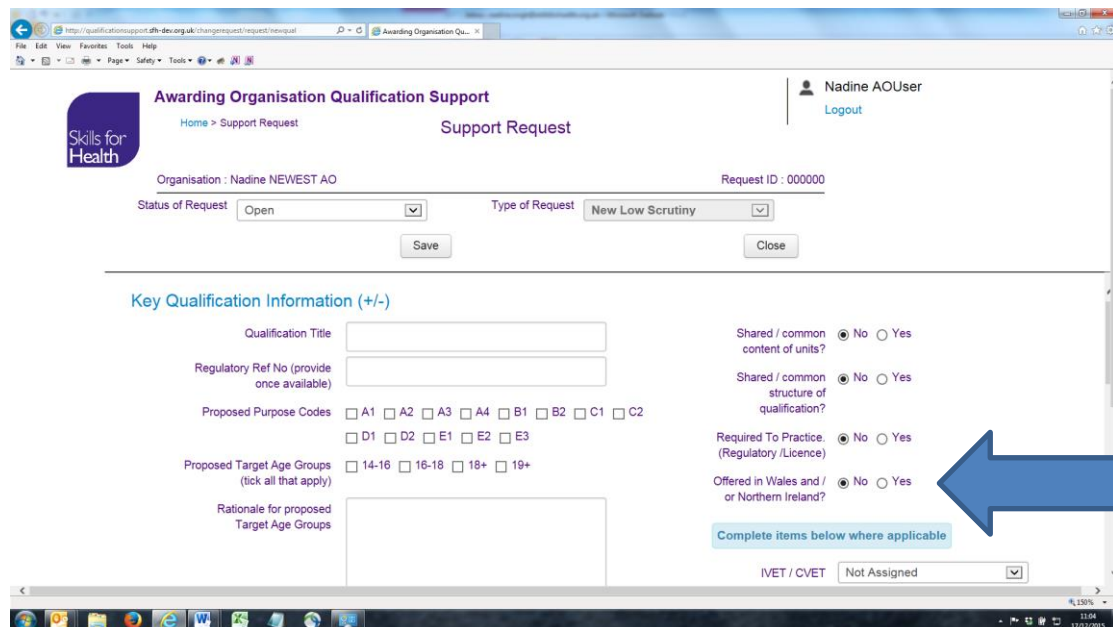 http://qualificationsupport.sfh-dev.org.uk/changerequest/request/newqual
Awarding Organisation Qu...
File Edit View Favorites Tools Help
Page Safety Tools
Skills for
Health
Awarding Organisation Qualification Support
Home > Support Request
Support Request
Nadine AOUser
Logout
Organisation : Nadine NEWEST AO
Request ID : 000000
Status of Request Open
Type of Request New Low Scrutiny
Save
Close
Key Qualification Information (+/-)
Qualification Title
Regulatory Ref No (provide
once available)
Proposed Purpose Codes A1 A2 A3 A4 B1 B2 C1 C2
D1 D2 E1 E2 E3
Proposed Target Age Groups 14-16 16-18 18+ 19+
(tick all that apply)
Rationale for proposed
Target Age Groups
Shared / common No Yes
content of units?
Shared / common No Yes
structure of
qualification?
Required To Practice. No Yes
(Regulatory /Licence)
Offered in Wales and / No Yes
or Northern Ireland?
Complete items below where applicable
IVET / CVET Not Assigned
150%
11:04
17/12/2015